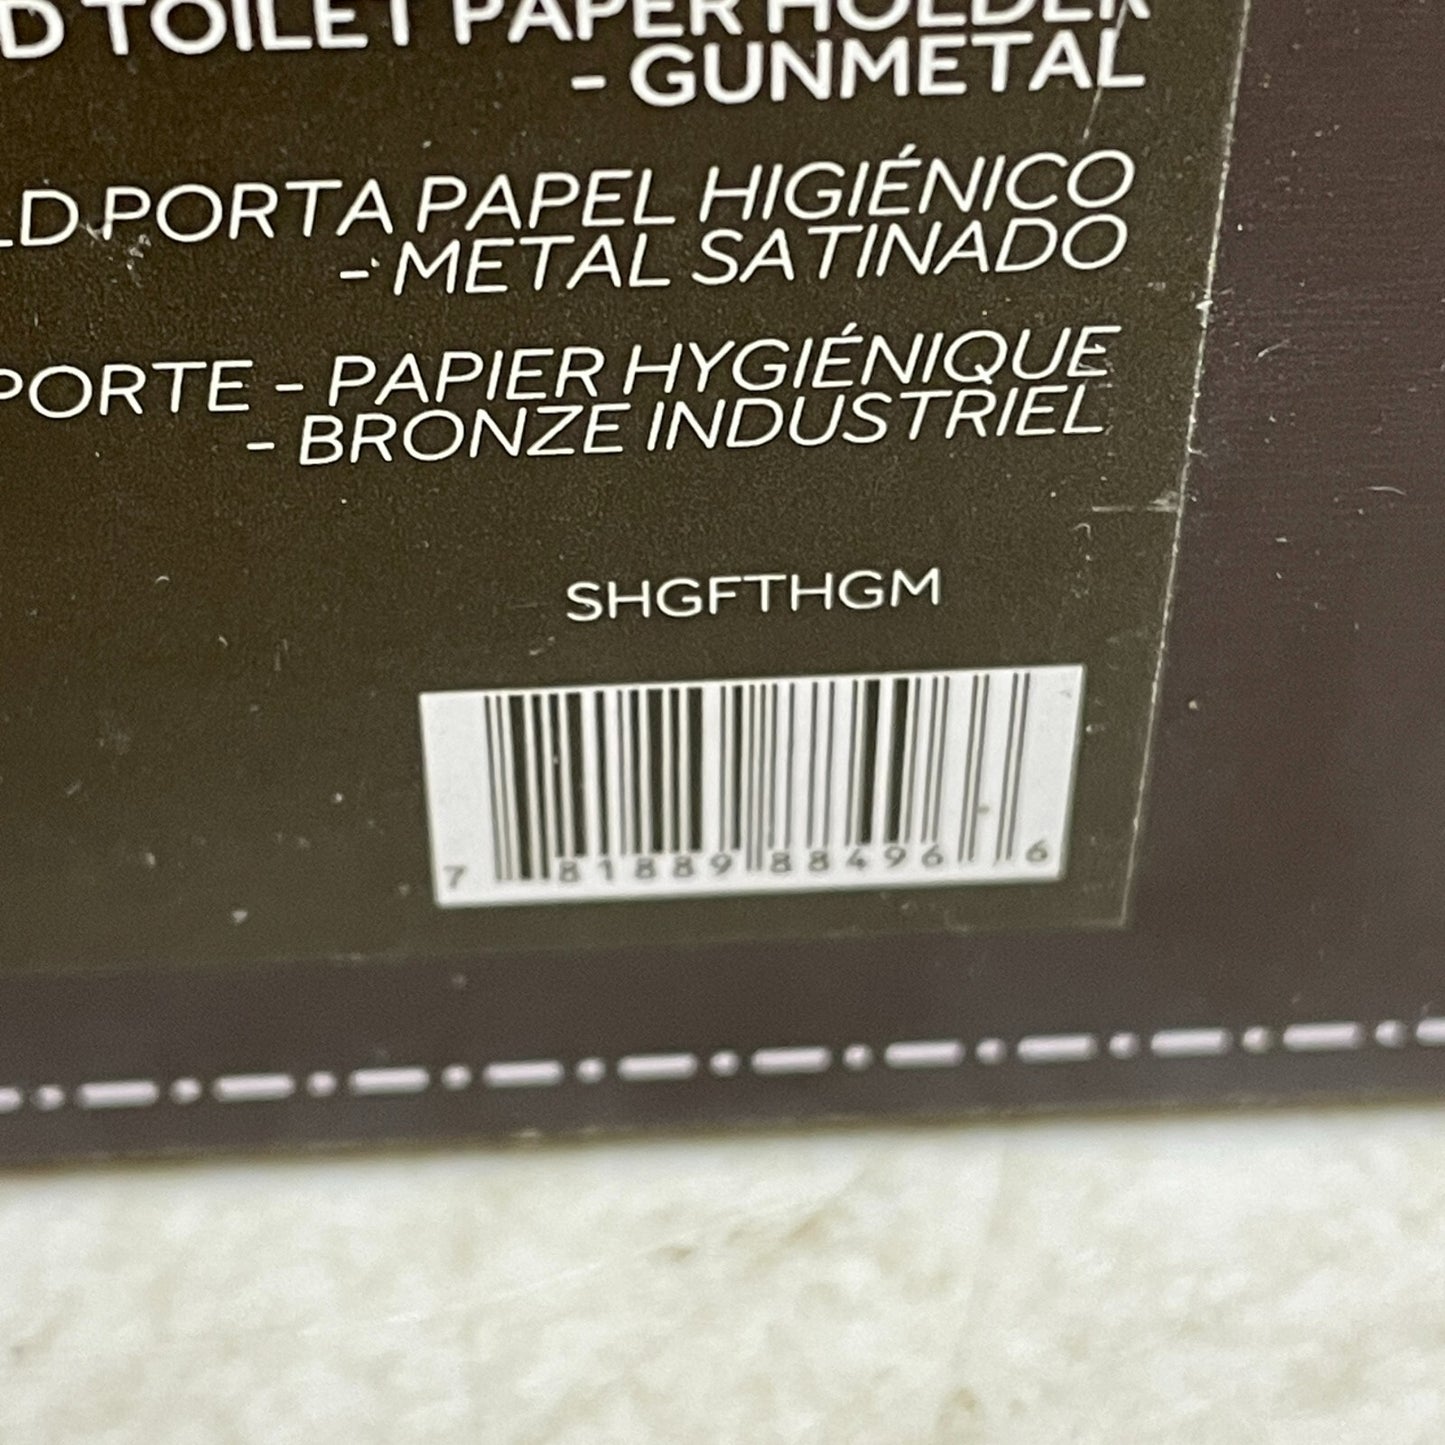 D TOILET PAPER HOLDER
- GUNMETAL
LD PORTA PAPEL HIGIÉNICO
- METAL SATINADO
PORTE - PAPIER HYGIÉNIQUE
- BRONZE INDUSTRIEL
SHGFTHGM
7 81889 88496 6